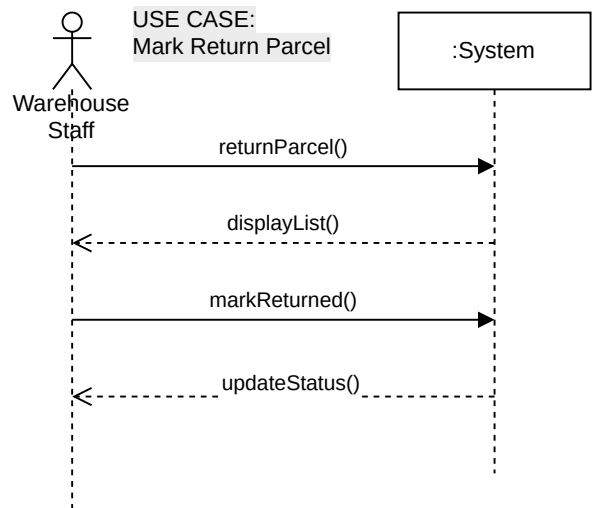 USE CASE:
Mark Return Parcel
:System
Warehouse
Staff
returnParcel()
displayList()
markReturned()
updateStatus()